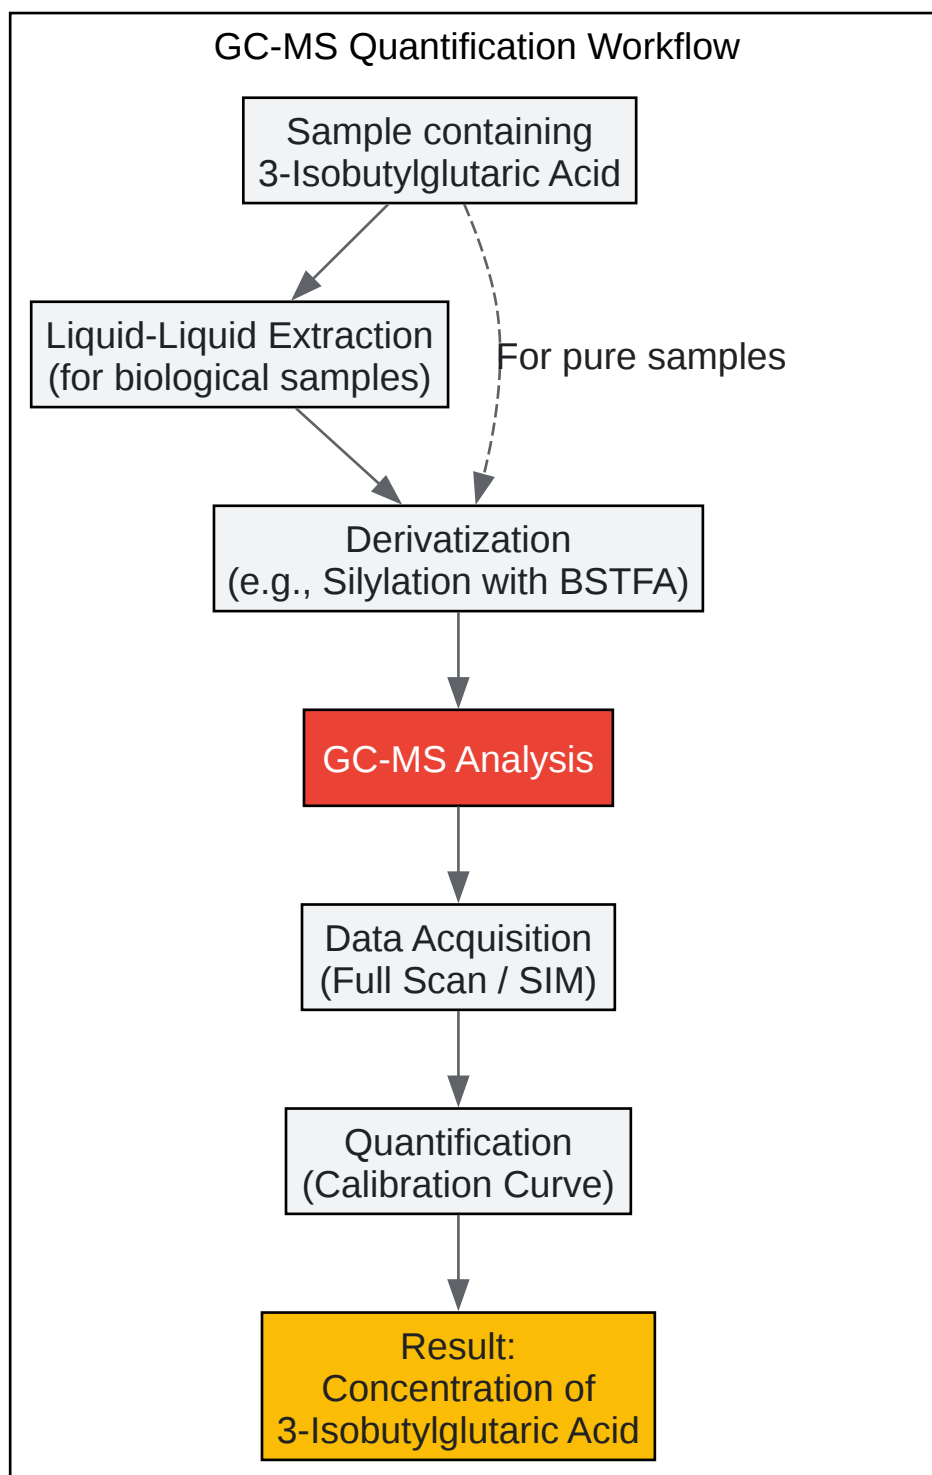 GC-MS Quantification Workflow
Sample containing
3-Isobutylglutaric Acid
Liquid-Liquid Extraction
(for biological samples)
For pure samples
Derivatization
(e.g., Silylation with BSTFA)
GC-MS Analysis
Data Acquisition
(Full Scan / SIM)
Quantification
(Calibration Curve)
Result:
Concentration of
3-Isobutylglutaric Acid